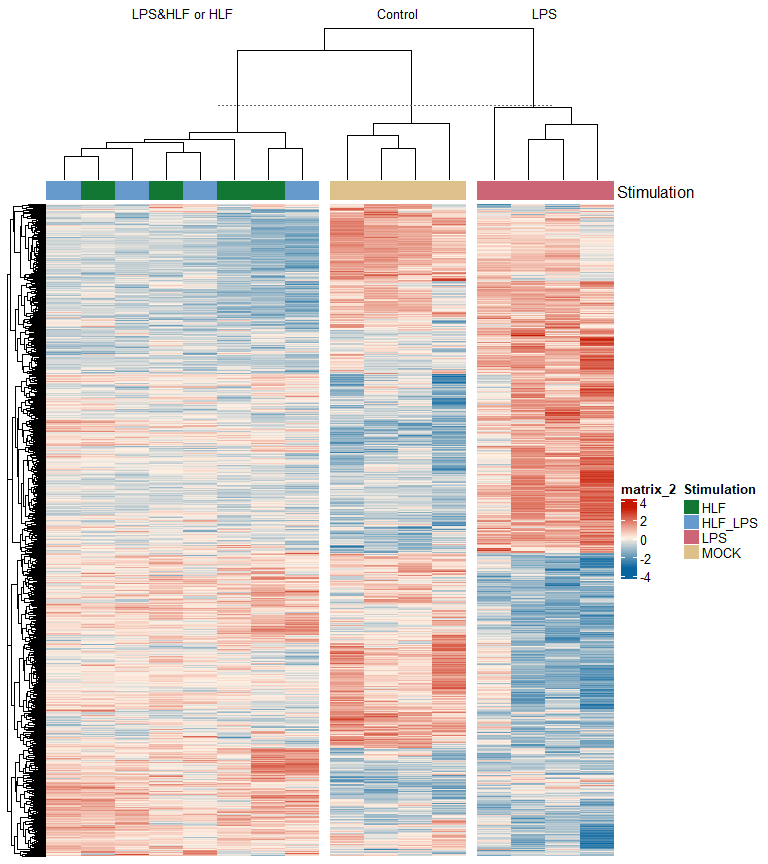 LPS&HLF or HLF Control LPS
Stimulation
matrix_2 Stimulation
4 HLF
2 HLF_LPS
0 LPS
-2 MOCK
-4